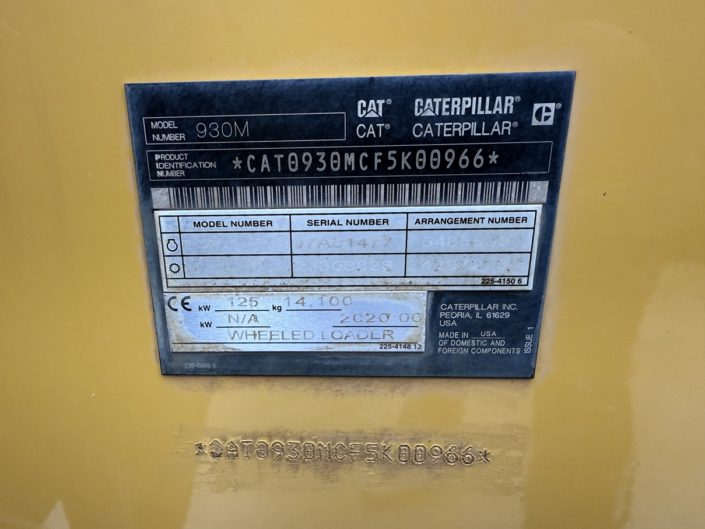 CAT® CATERPILLAR®
MODEL NUMBER 930M CAT® CATERPILLAR®
PRODUCT IDENTIFICATION NUMBER *CAT0930MCF5K00966*
MODEL NUMBER SERIAL NUMBER ARRANGEMENT NUMBER
225-4150 6
CE kW 125 kg 14,100
kW N/A 2020.00
WHEELED LOADER
225-4148 13
CATERPILLAR INC.
PEORIA, IL 61629
USA
MADE IN USA
OF DOMESTIC AND
FOREIGN COMPONENTS
ISSUE 1
*CAT0930MCF5K00966*